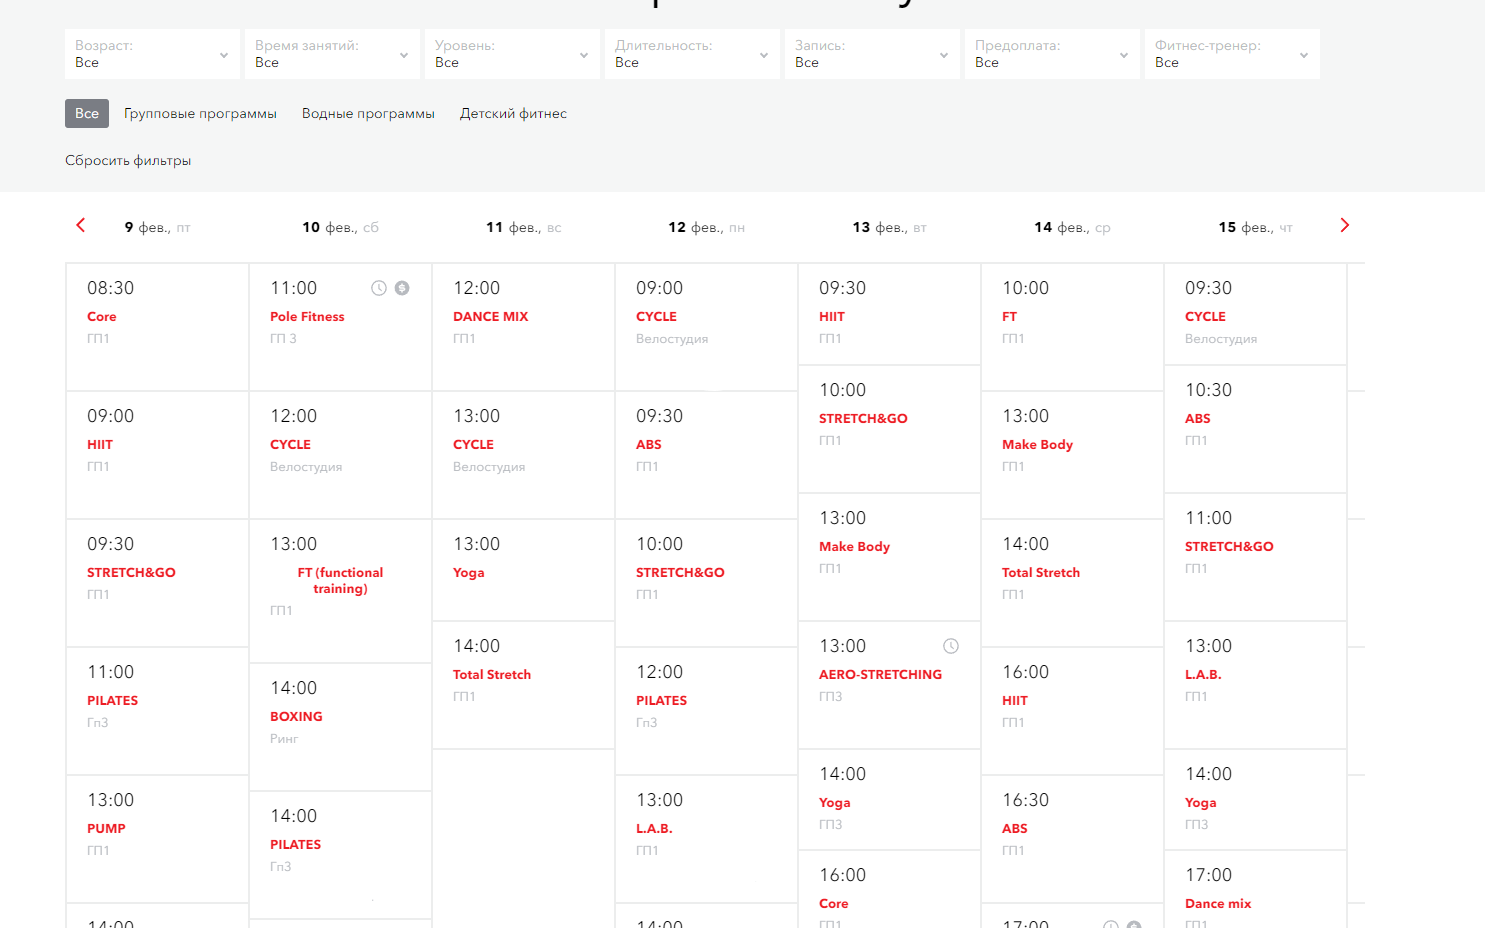 Возраст:
Все
Время занятий:
Все
Уровень:
Все
Длительность:
Все
Запись:
Все
Предоплата:
Все
Фитнес-тренер:
Все
Все Групповые программы Водные программы Детский фитнес
Сбросить фильтры
9 фев., пт 10 фев., сб 11 фев., вс 12 фев., пн 13 фев., вт 14 фев., ср 15 фев., чт
08:30
Core
ГП1
09:00
HIIT
ГП1
09:30
STRETCH&GO
ГП1
11:00
PILATES
Гп3
13:00
PUMP
ГП1
14:00
11:00
Pole Fitness
ГП 3
12:00
CYCLE
Велостудия
13:00
FT (functional
training)
ГП1
14:00
BOXING
Ринг
14:00
PILATES
Гп3
12:00
DANCE MIX
ГП1
13:00
CYCLE
Велостудия
13:00
Yoga
14:00
Total Stretch
ГП1
09:00
CYCLE
Велостудия
09:30
ABS
ГП1
10:00
STRETCH&GO
ГП1
12:00
PILATES
Гп3
13:00
L.A.B.
ГП1
14:00
09:30
HIIT
ГП1
10:00
STRETCH&GO
ГП1
13:00
Make Body
ГП1
13:00
AERO-STRETCHING
ГП3
14:00
Yoga
ГП3
16:00
Core
ГП1
10:00
FT
ГП1
13:00
Make Body
ГП1
14:00
Total Stretch
ГП1
16:00
HIIT
ГП1
16:30
ABS
ГП1
17:00
09:30
CYCLE
Велостудия
10:30
ABS
ГП1
11:00
STRETCH&GO
ГП1
13:00
L.A.B.
ГП1
14:00
Yoga
ГП3
17:00
Dance mix
ГП1